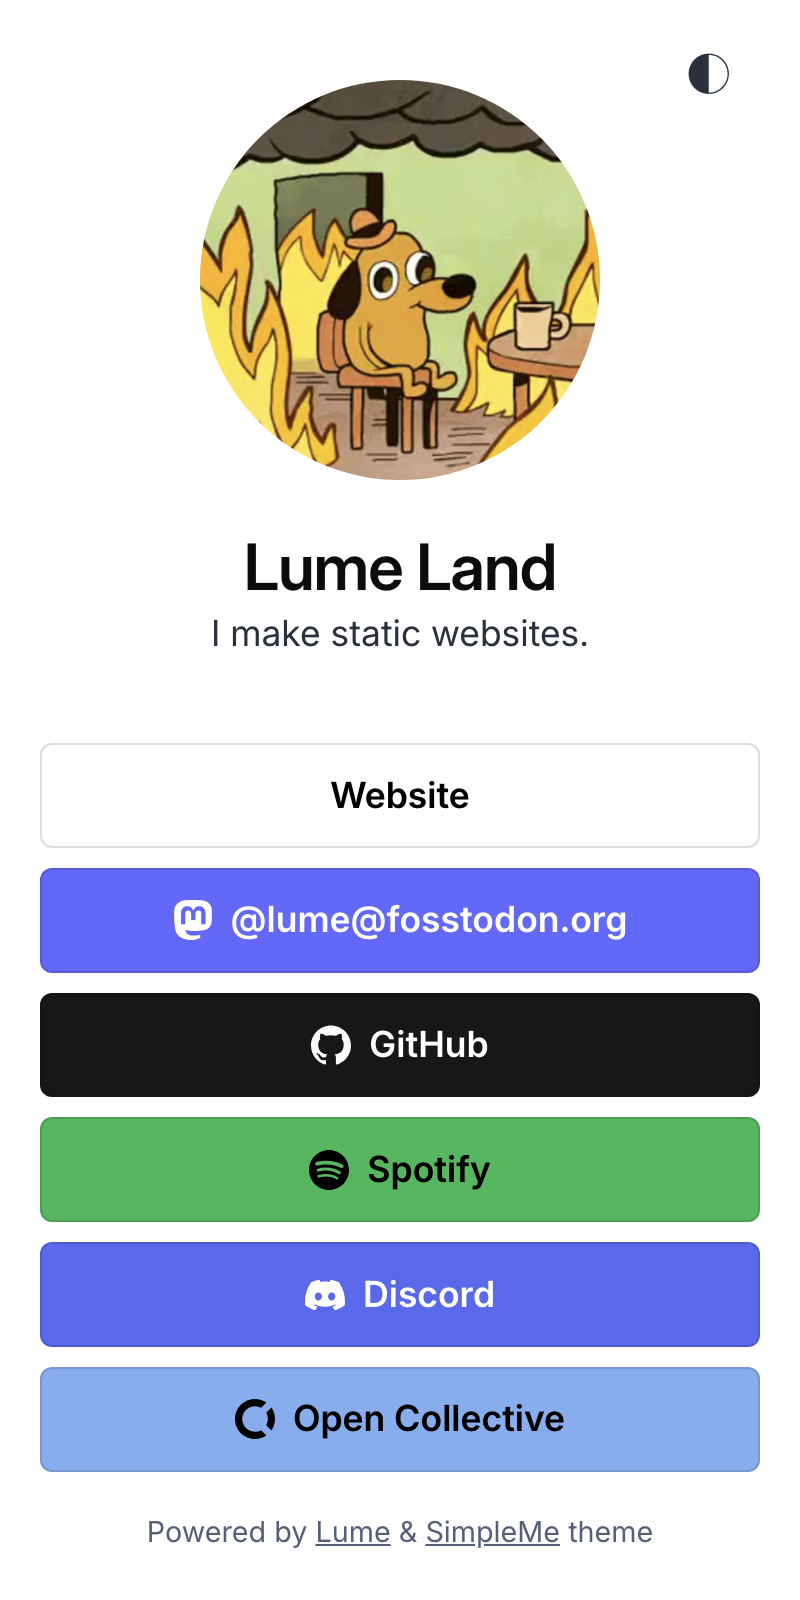 Lume Land
I make static websites.
Website
@lume@fosstodon.org
GitHub
Spotify
Discord
Open Collective
Powered by Lume & SimpleMe theme